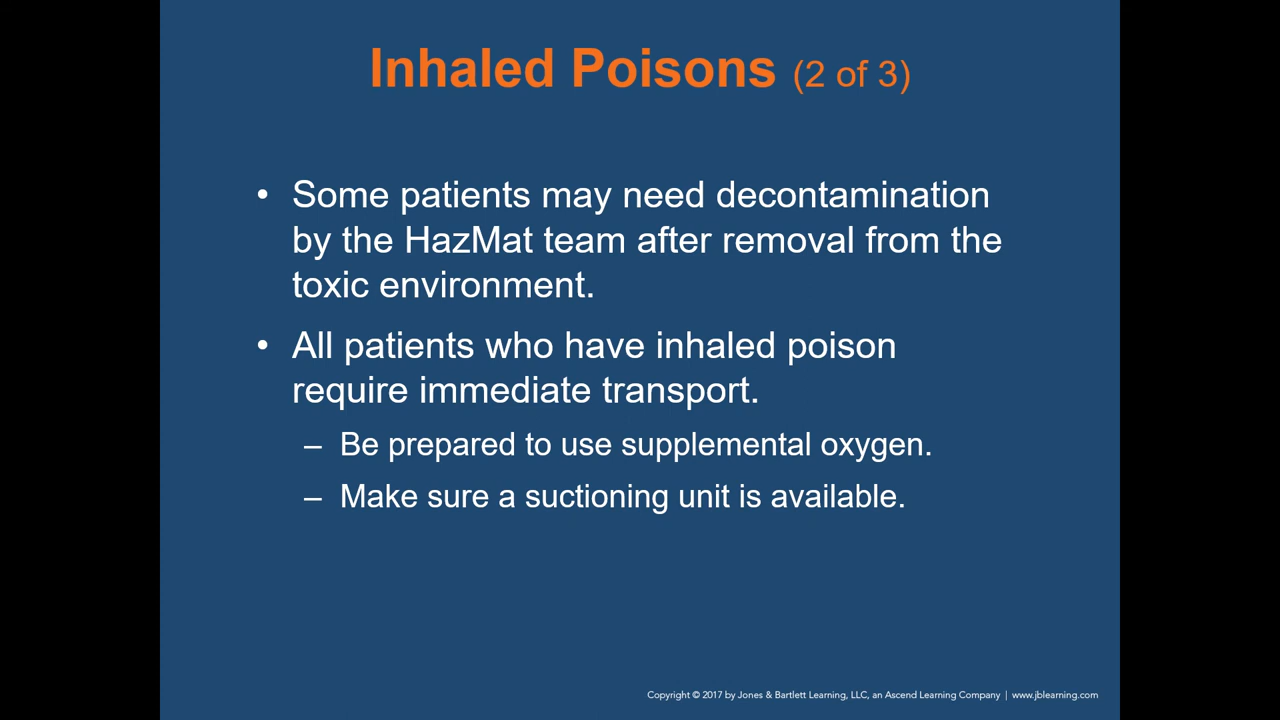 Inhaled Poisons (2 of 3)
• Some patients may need decontamination
by the HazMat team after removal from the
toxic environment.
• All patients who have inhaled poison
require immediate transport.
– Be prepared to use supplemental oxygen.
– Make sure a suctioning unit is available.
Copyright © 2017 by Jones & Bartlett Learning, LLC, an Ascend Learning Company | www.jblearning.com